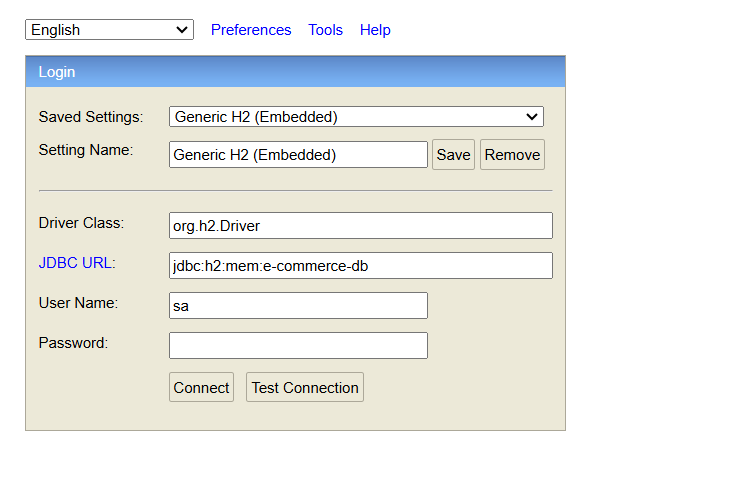 English Preferences Tools Help
Login
Saved Settings: Generic H2 (Embedded)
Setting Name: Generic H2 (Embedded) Save Remove
Driver Class: org.h2.Driver
JDBC URL: jdbc:h2:mem:e-commerce-db
User Name: sa
Password:
Connect Test Connection